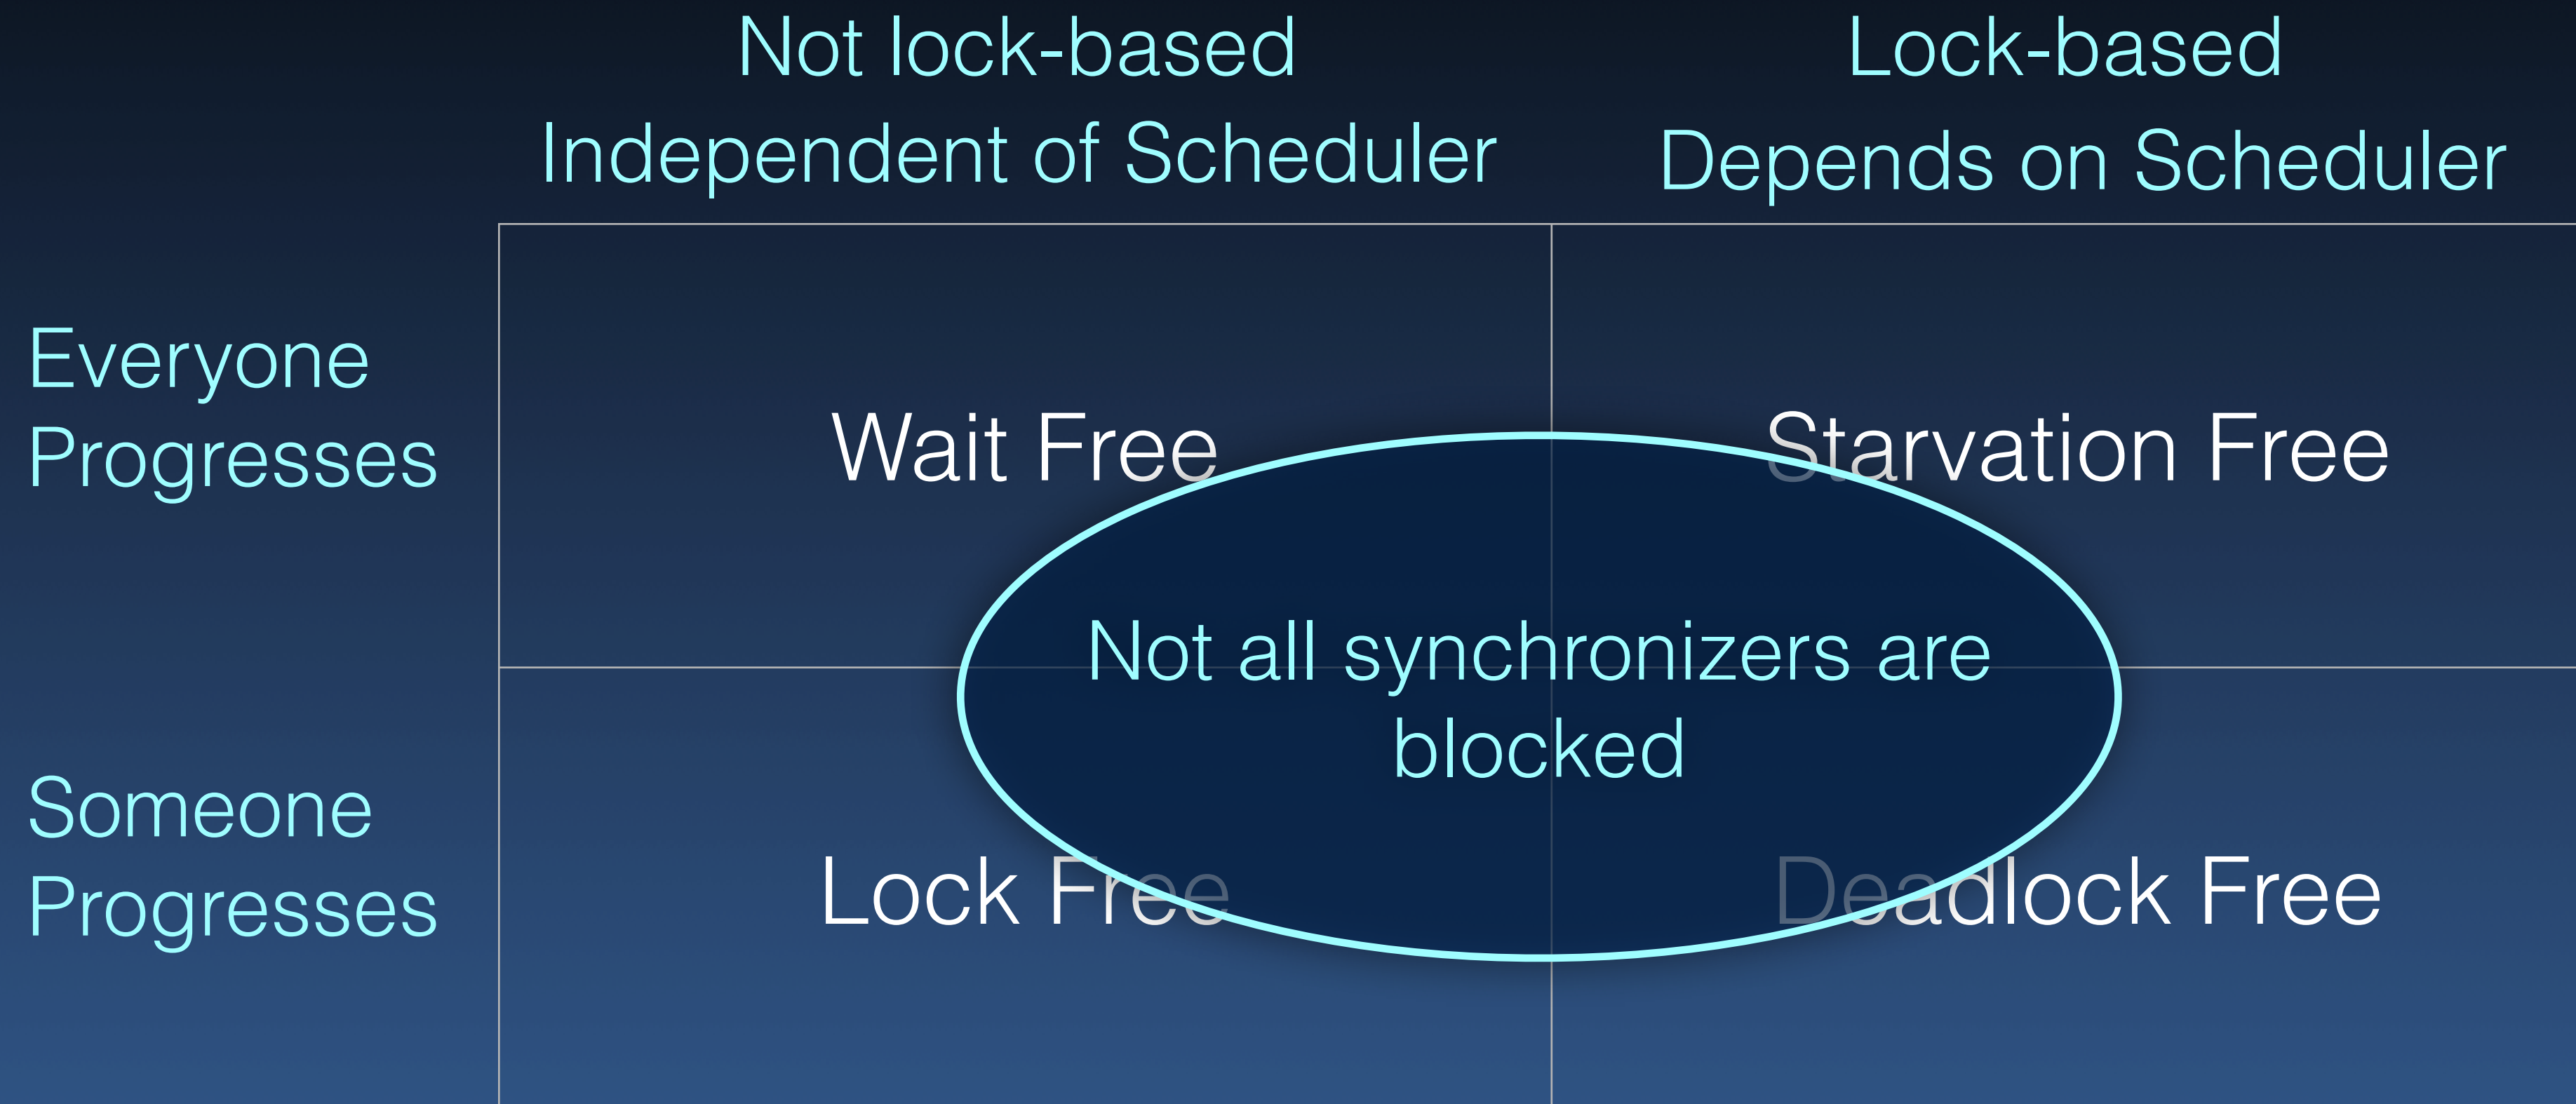 Not lock-based
Independent of Scheduler
Lock-based
Depends on Scheduler
Everyone
Progresses
Wait Free
Starvation Free
Not all synchronizers are
blocked
Someone
Progresses
Lock Free
Deadlock Free